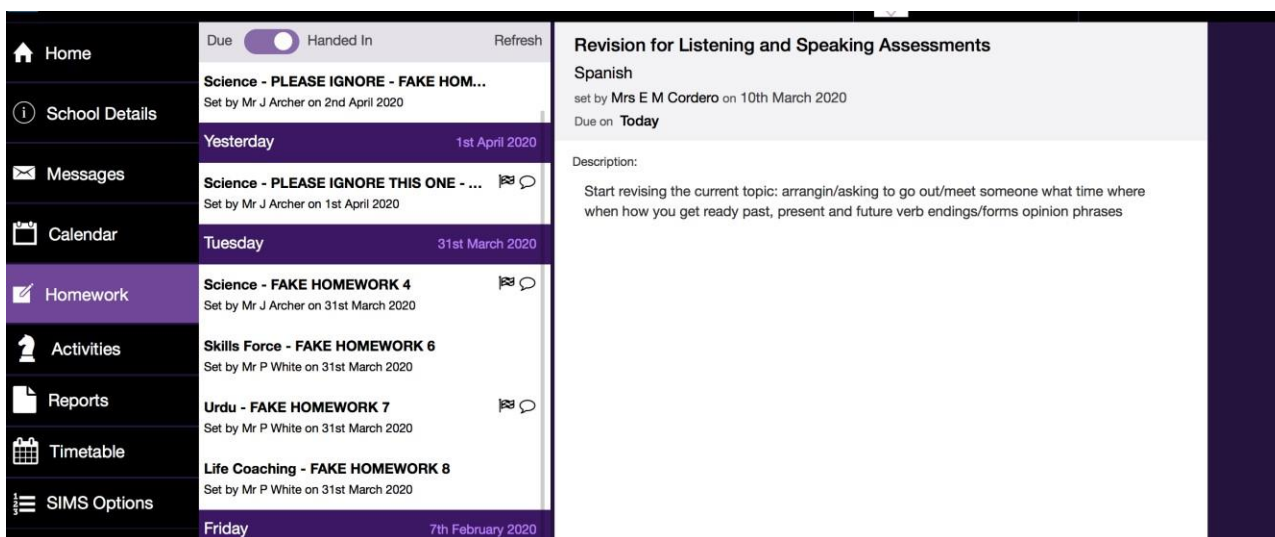 Home
School Details
Messages
Calendar
Homework
Activities
Reports
Timetable
SIMS Options
Due Handed In Refresh
Science - PLEASE IGNORE - FAKE HOM...
Set by Mr J Archer on 2nd April 2020
Yesterday 1st April 2020
Science - PLEASE IGNORE THIS ONE - ...
Set by Mr J Archer on 1st April 2020
Tuesday 31st March 2020
Science - FAKE HOMEWORK 4
Set by Mr J Archer on 31st March 2020
Skills Force - FAKE HOMEWORK 6
Set by Mr P White on 31st March 2020
Urdu - FAKE HOMEWORK 7
Set by Mr P White on 31st March 2020
Life Coaching - FAKE HOMEWORK 8
Set by Mr P White on 31st March 2020
Friday 7th February 2020
Revision for Listening and Speaking Assessments
Spanish
set by Mrs E M Cordero on 10th March 2020
Due on Today
Description:
Start revising the current topic: arrangin/asking to go out/meet someone what time where
when how you get ready past, present and future verb endings/forms opinion phrases